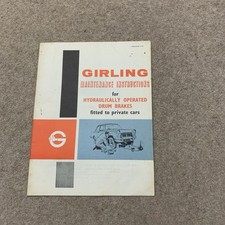 GIRLING
MAINTENANCE INSTRUCTIONS
for
HYDRAULICALLY OPERATED
DRUM BRAKES
fitted to private cars
G